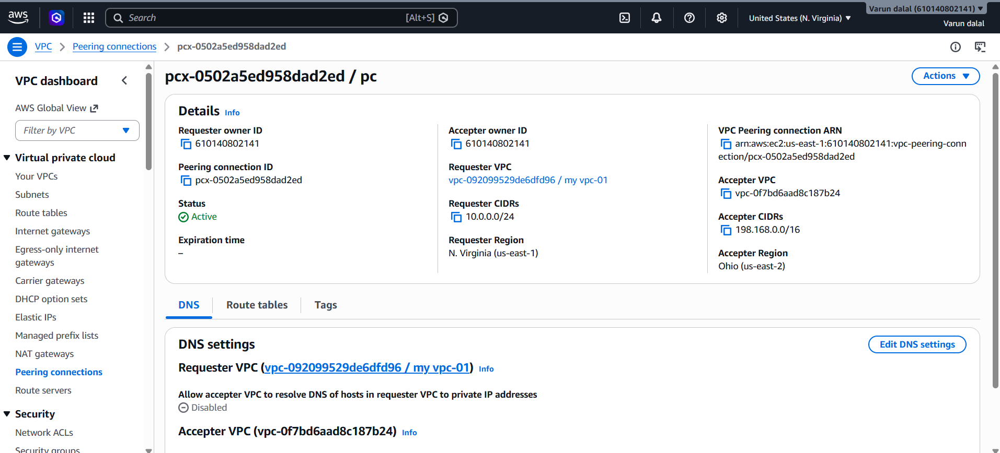 aws
Search
[Alt+S]
United States (N. Virginia)
Varun dalal (610140802141)
Varun dalal
VPC
Peering connections
pcx-0502a5ed958dad2ed
VPC dashboard
AWS Global View
Filter by VPC
Virtual private cloud
Your VPCs
Subnets
Route tables
Internet gateways
Egress-only internet
gateways
Carrier gateways
DHCP option sets
Elastic IPs
Managed prefix lists
NAT gateways
Peering connections
Route servers
Security
Network ACLs
Security groups
pcx-0502a5ed958dad2ed / pc
Actions
Details Info
Requester owner ID
610140802141
Peering connection ID
pcx-0502a5ed958dad2ed
Status
Active
Expiration time
–
Accepter owner ID
610140802141
Requester VPC
vpc-092099529de6dfd96 / my vpc-01
Requester CIDRs
10.0.0.0/24
Requester Region
N. Virginia (us-east-1)
VPC Peering connection ARN
arn:aws:ec2:us-east-1:610140802141:vpc-peering-conn
ection/pcx-0502a5ed958dad2ed
Accepter VPC
vpc-0f7bd6aad8c187b24
Accepter CIDRs
198.168.0.0/16
Accepter Region
Ohio (us-east-2)
DNS
Route tables
Tags
DNS settings
Edit DNS settings
Requester VPC (vpc-092099529de6dfd96 / my vpc-01) Info
Allow accepter VPC to resolve DNS of hosts in requester VPC to private IP addresses
Disabled
Accepter VPC (vpc-0f7bd6aad8c187b24) Info